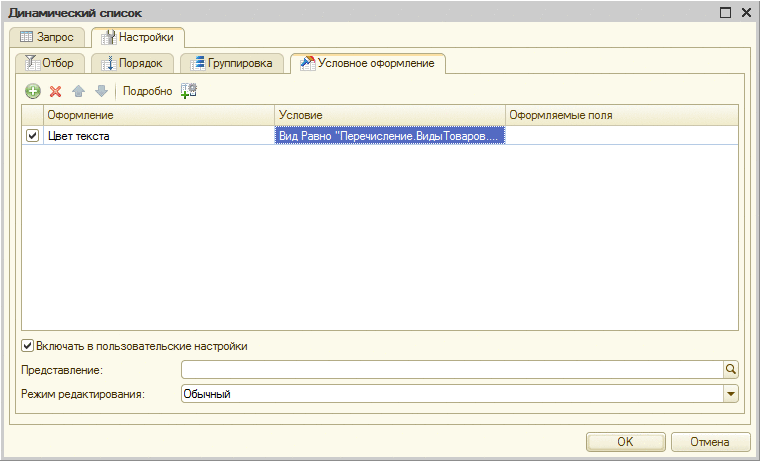 Динамический список
Запрос Настройки
Отбор Порядок Группировка Условное оформление
Подробно
Оформление Условие Оформляемые поля
Цвет текста Вид Равно "Перечисление.ВидыТоваров....
Включать в пользовательские настройки
Представление:
Режим редактирования: Обычный
OK Отмена